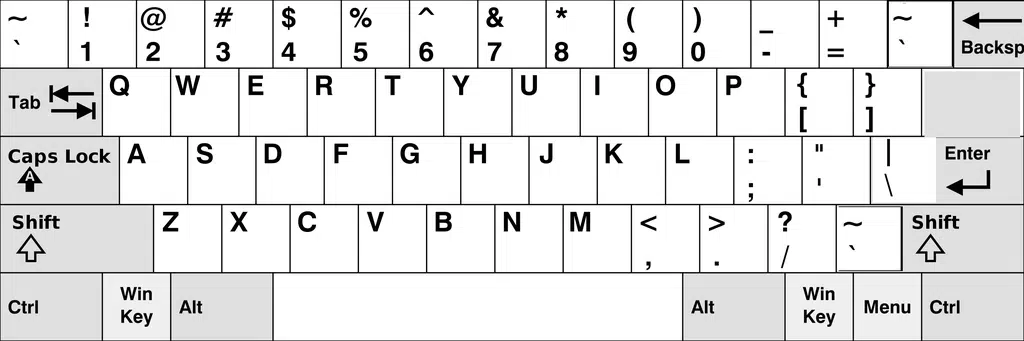 ~ ! @ # $ % ^ & * ( ) _ + ~
` 1 2 3 4 5 6 7 8 9 0 - = ` Backsp
Tab Q W E R T Y U I O P { }
[ ]
Caps Lock A S D F G H J K L : " | Enter
A ; ' \
Shift Z X C V B N M < > ? ~ Shift
, . / `
Ctrl Win Key Alt Alt Win Key Menu Ctrl